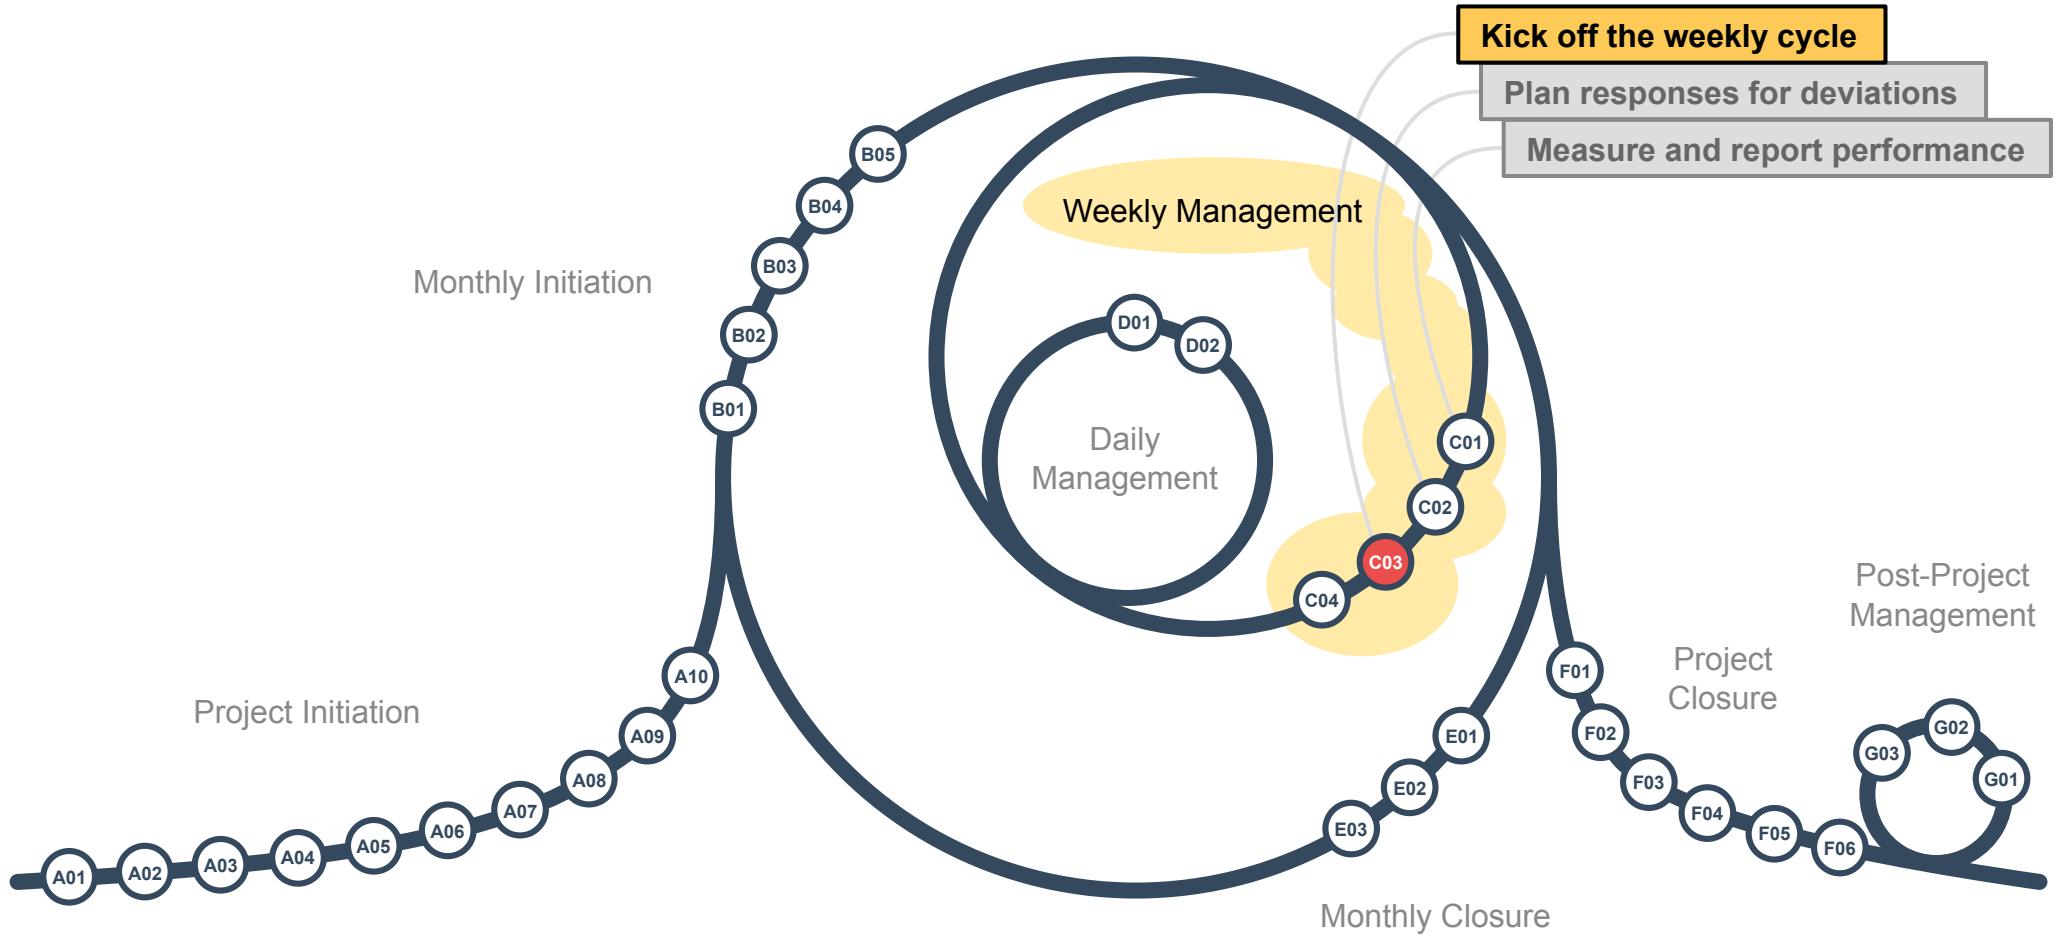 Kick off the weekly cycle
Plan responses for deviations
Measure and report performance
Weekly Management
Monthly Initiation
Daily
Management
Project Initiation
Post-Project
Management
Project
Closure
Monthly Closure
A01
A02
A03
A04
A05
A06
A07
A08
A09
A10
B01
B02
B03
B04
B05
C01
C02
C03
C04
D01
D02
E01
E02
E03
F01
F02
F03
F04
F05
F06
G01
G02
G03